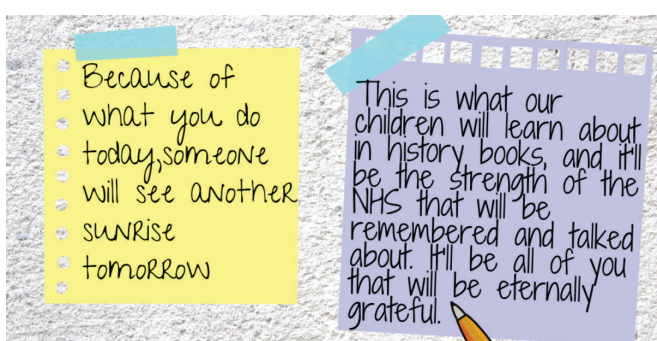 Because of
what you do
today,someone
will see another
sunrise
tomorrow
This is what our
children will learn about
in history books, and it'll
be the strength of the
NHS that will be
remembered and talked
about. It'll be all of you
that will be eternally
grateful.